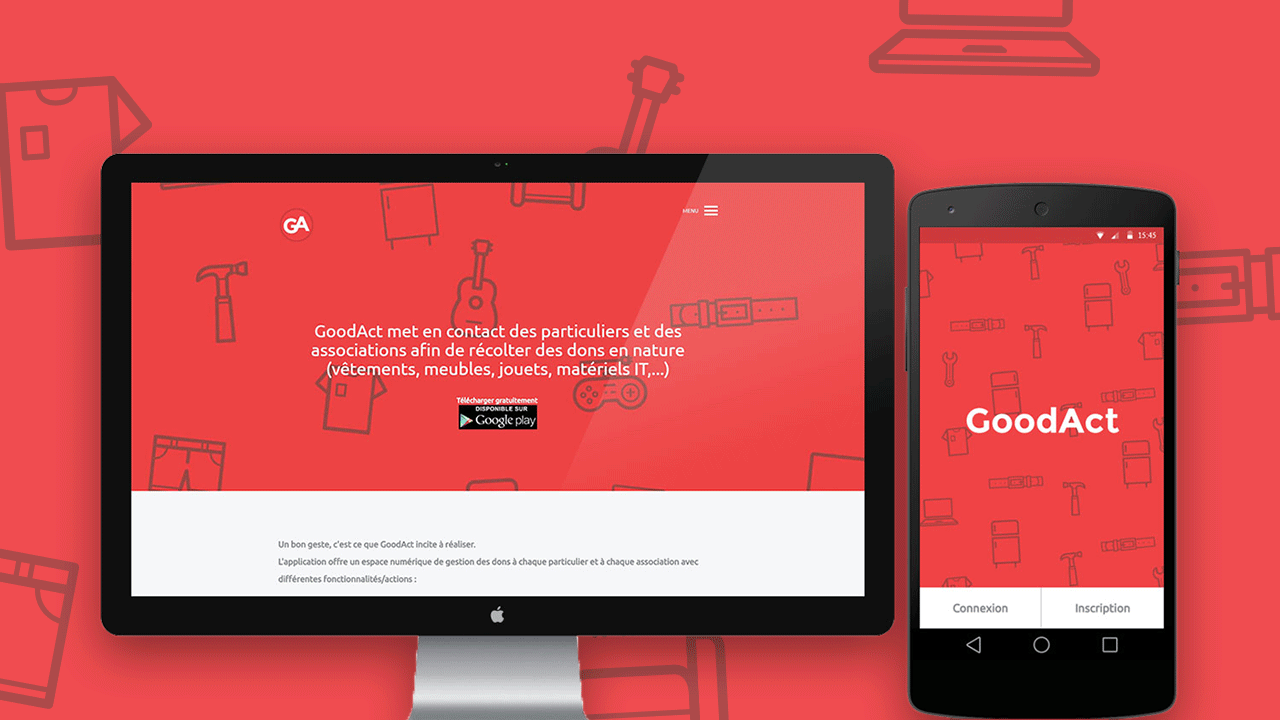 GA
MENU
GoodAct met en contact des particuliers et des
associations afin de récolter des dons en nature
(vêtements, meubles, jouets, matériels IT,...)
Télécharger gratuitement
DISPONIBLE SUR
Google play
Un bon geste, c'est ce que GoodAct incite à réaliser.
L'application offre un espace numérique de gestion des dons à chaque particulier et à chaque association avec
différentes fonctionnalités/actions :
15:45
GoodAct
Connexion
Inscription